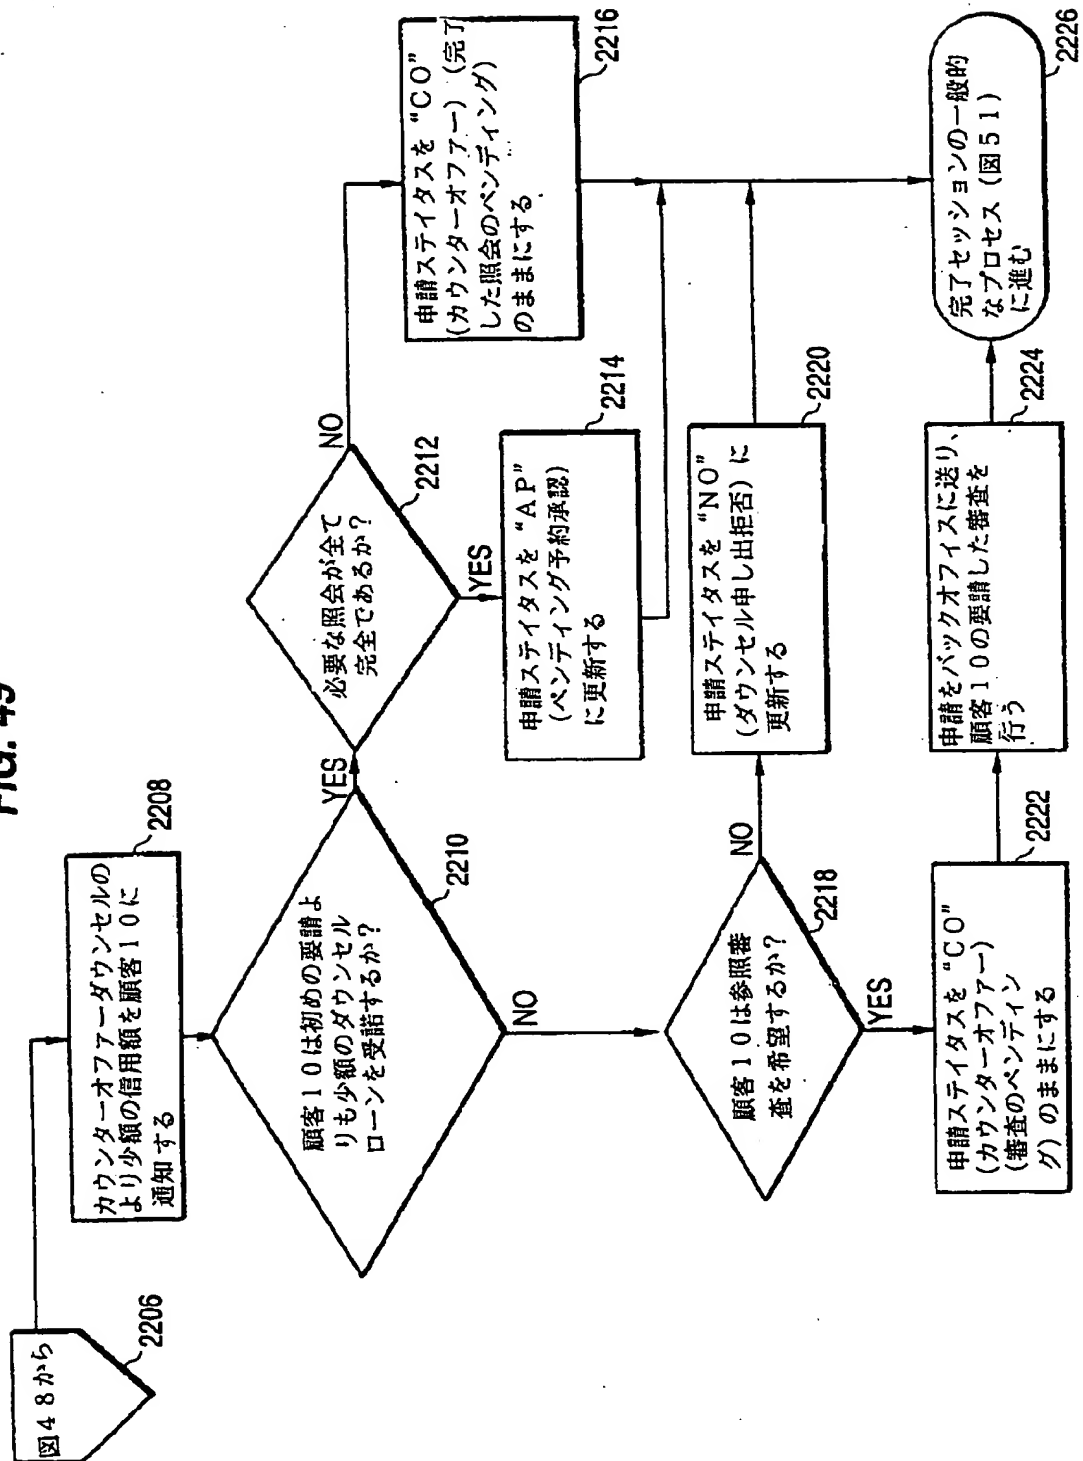 FIG. 49
図48から
2206
カウンターオファーダウンセルの
より少額の信用額を顧客10に
通知する
2208
顧客10は初めの要請よ
りも少額のダウンセル
ローンを受諾するか?
2210
YES
NO
必要な照会が全て
完全であるか?
2212
NO
YES
申請ステイタスを“AP”
(ペンディング予約承認)
に更新する
2214
申請ステイタスを“CO”
(カウンターオファー)(完了
した照会のペンディング)
のままにする
2216
顧客10は参照審
査を希望するか?
2218
NO
YES
申請ステイタスを“NO”
(ダウンセル申し出拒否)に
更新する
2220
申請ステイタスを“CO”
(カウンターオファー)
(審査のペンディン
グ)のままにする
2222
申請をバックオフィスに送り、
顧客10の要請した審査を
行う
2224
完了セッションの一般的
なプロセス(図51)
に進む
2226